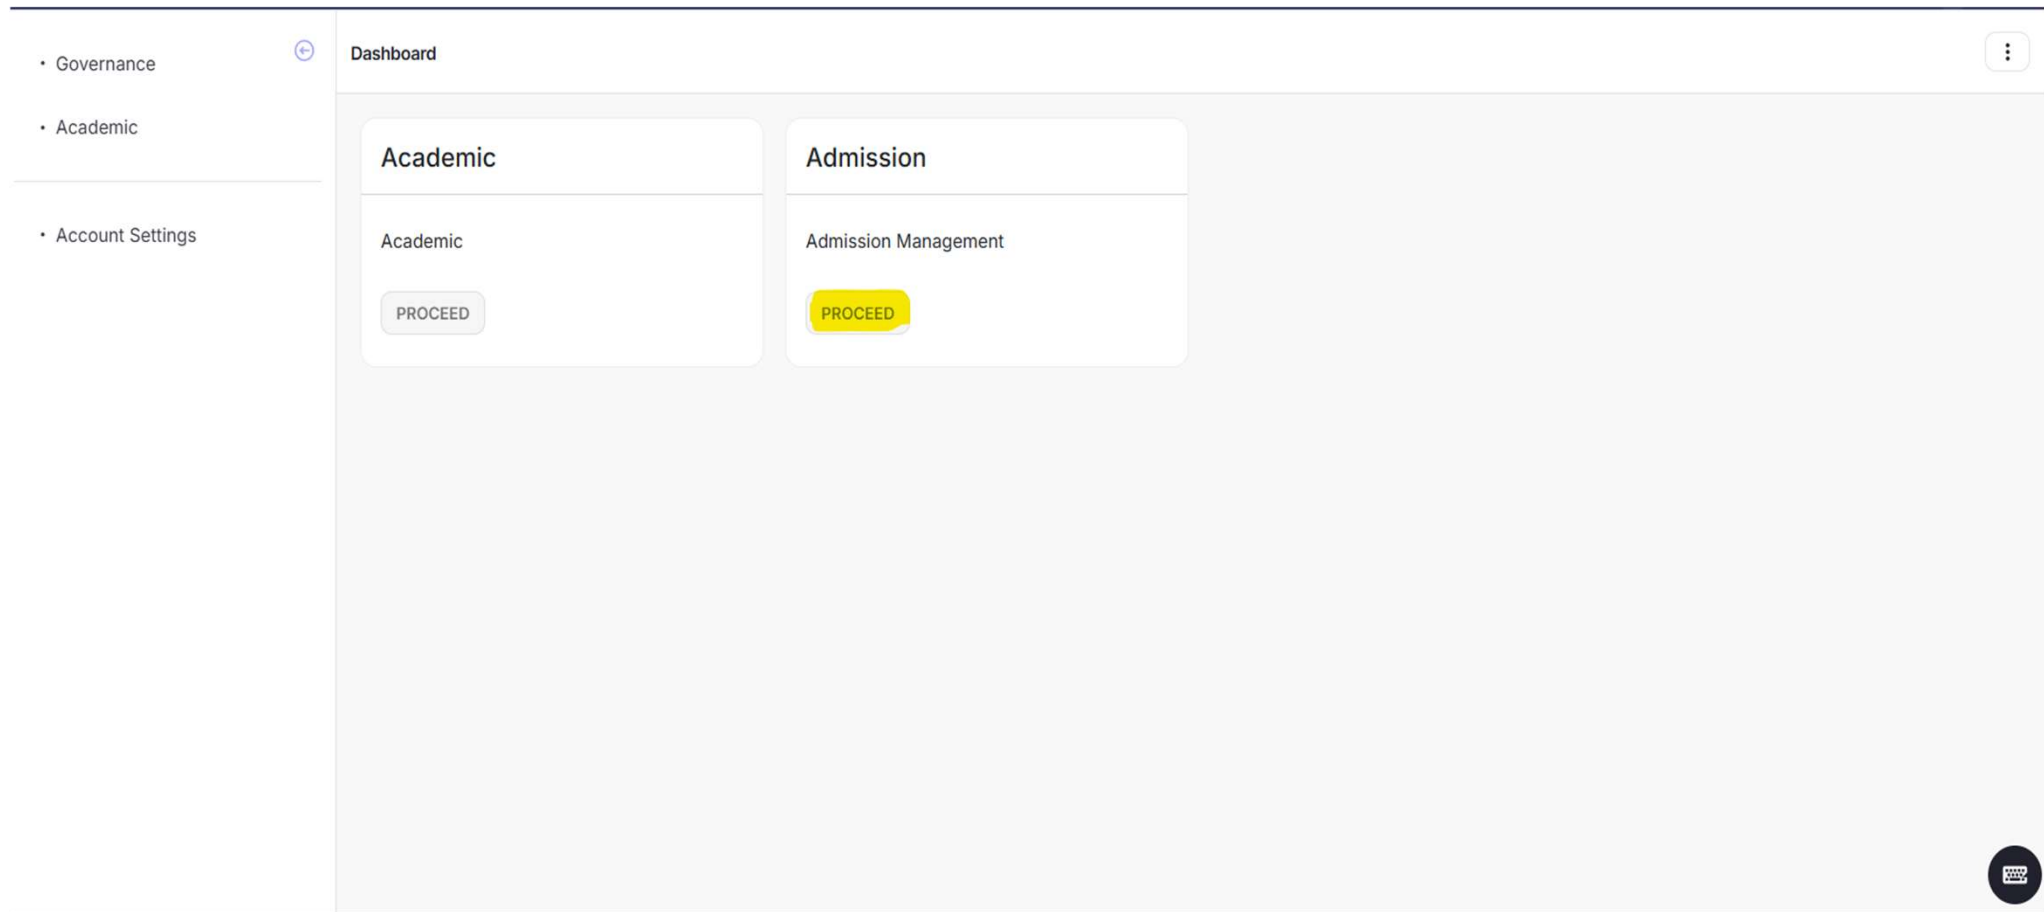 • Governance
• Academic
• Account Settings
Dashboard
Academic
Academic
PROCEED
Admission
Admission Management
PROCEED